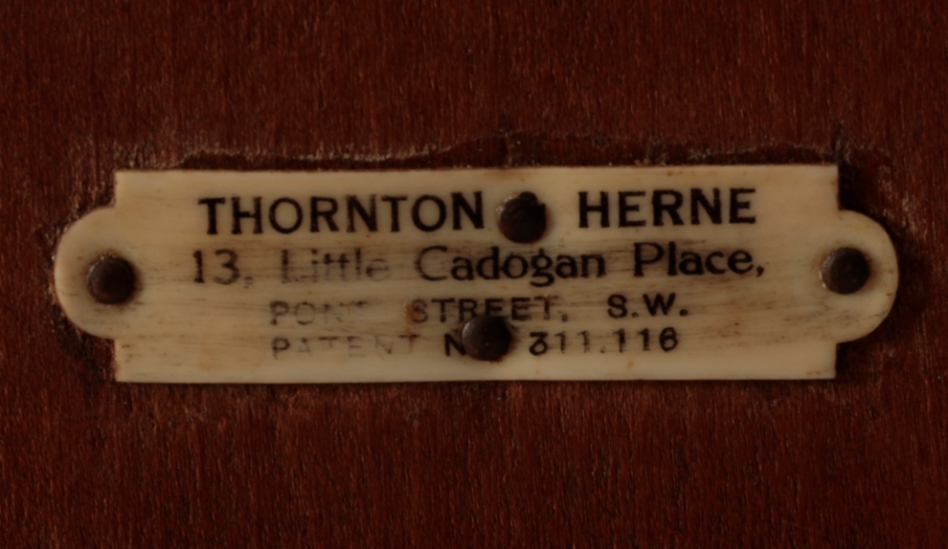 THORNTON HERNE
13, Little Cadogan Place,
PONT STREET, S.W.
PATENT 311.116